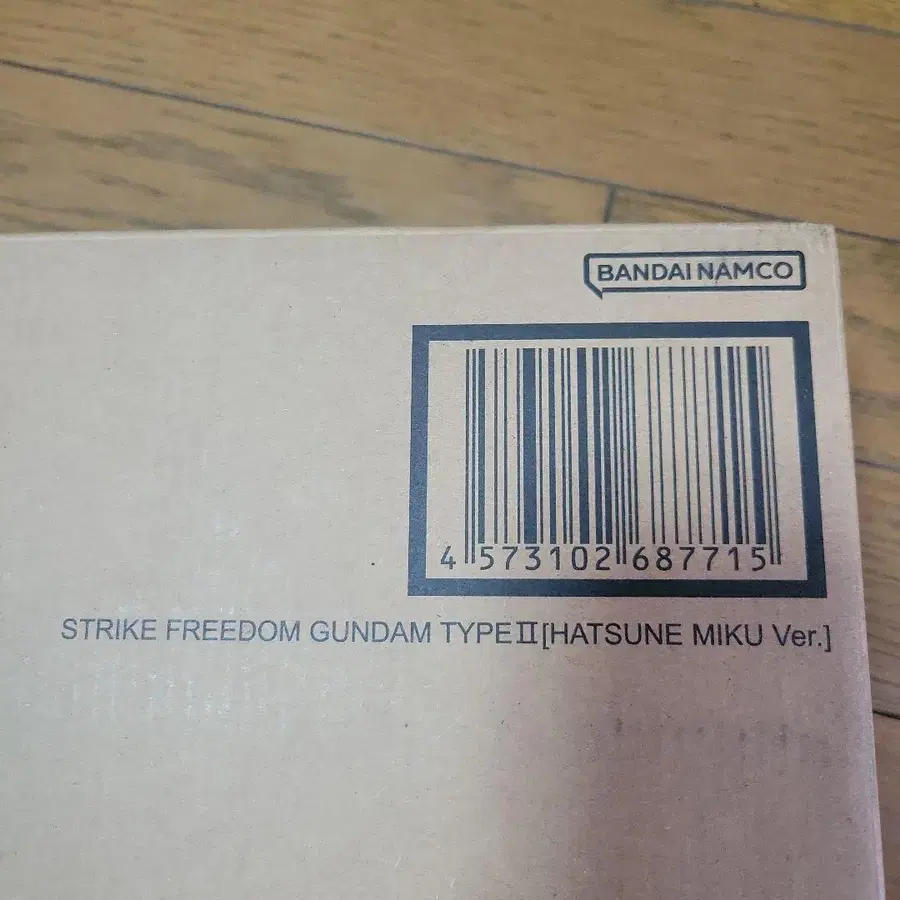 BANDAI NAMCO
4 573102 687715
STRIKE FREEDOM GUNDAM TYPEⅡ[HATSUNE MIKU Ver.]